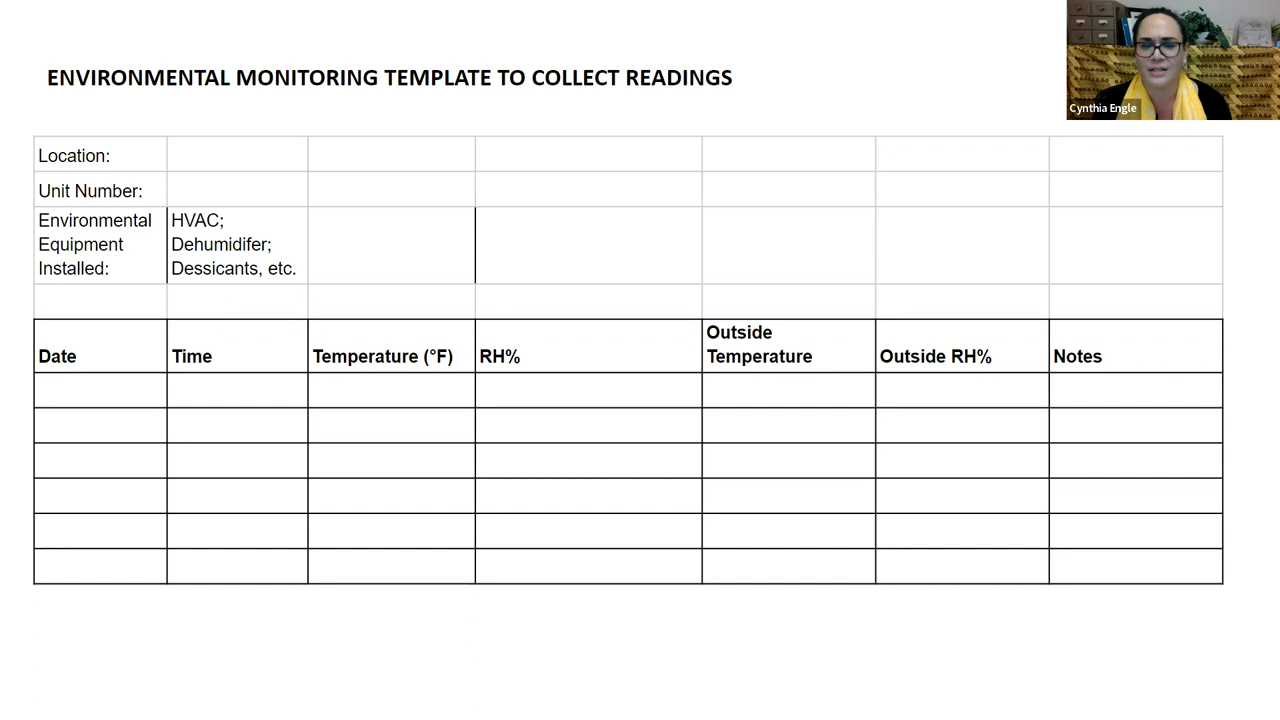 ENVIRONMENTAL MONITORING TEMPLATE TO COLLECT READINGS
Cynthia Engle
Location:
Unit Number:
Environmental
Equipment
Installed:
HVAC;
Dehumidifer;
Dessicants, etc.
Date
Time
Temperature (°F)
RH%
Outside
Temperature
Outside RH%
Notes